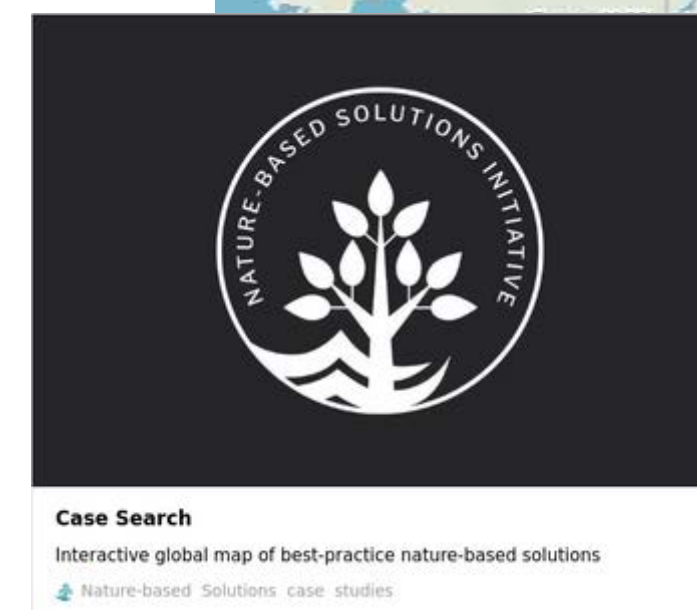 NATURE-BASED SOLUTIONS INITIATIVE
Case Search
Interactive global map of best-practice nature-based solutions
Nature-based Solutions case studies